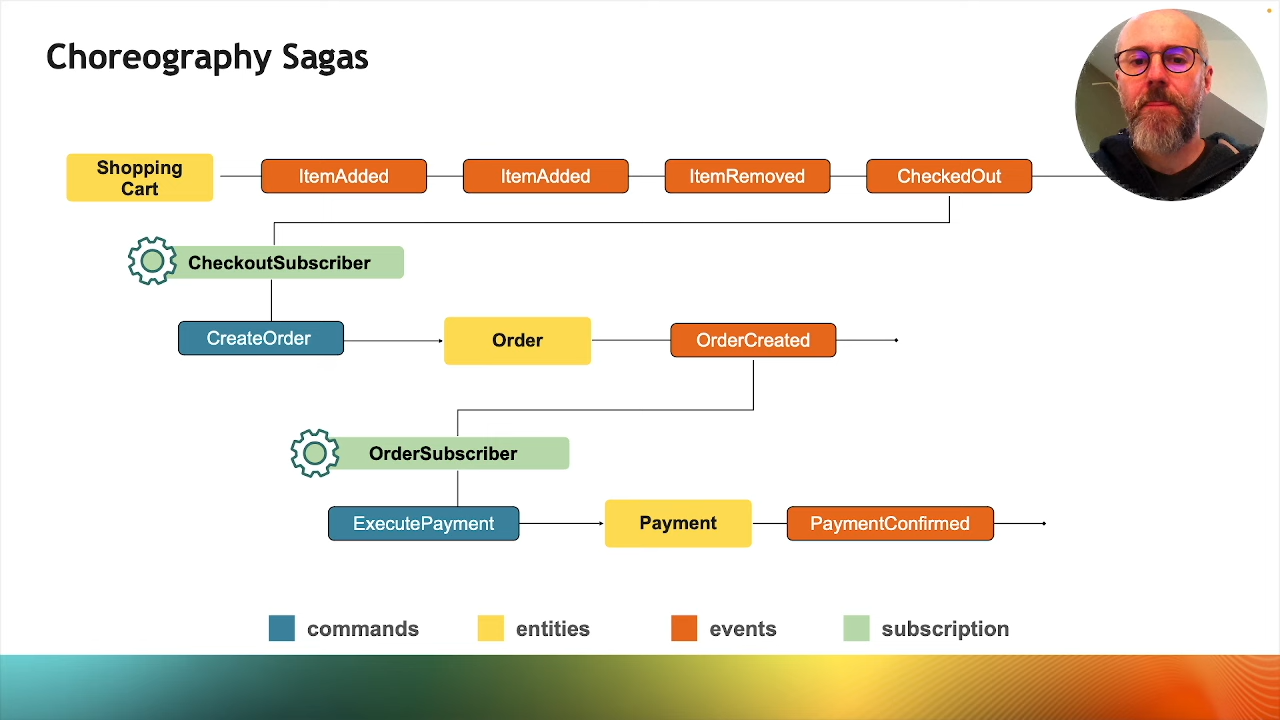 Choreography Sagas
Shopping
Cart
ItemAdded
ItemAdded
ItemRemoved
CheckedOut
CheckoutSubscriber
CreateOrder
Order
OrderCreated
OrderSubscriber
ExecutePayment
Payment
PaymentConfirmed
commands
entities
events
subscription